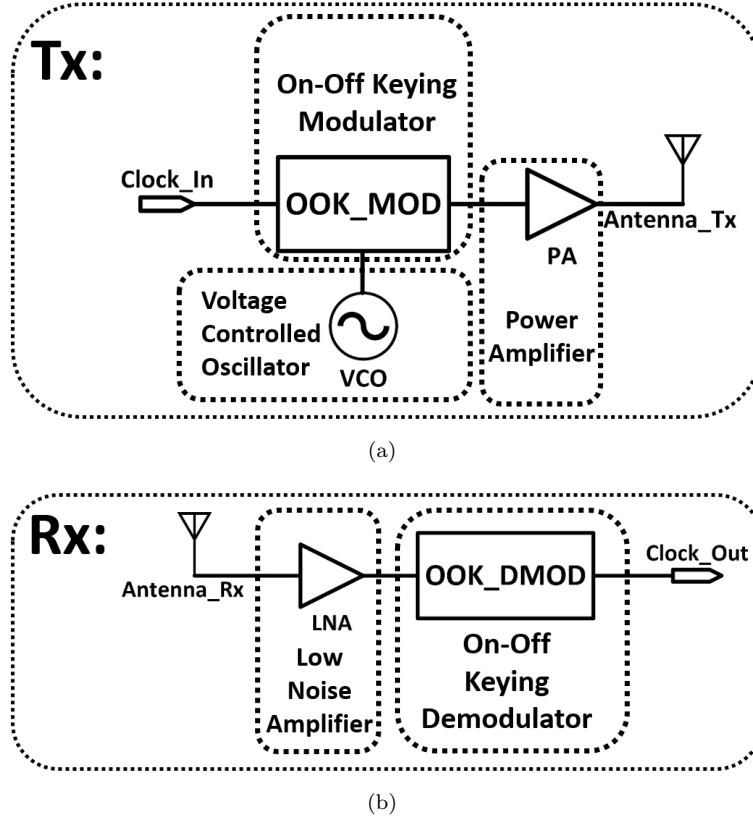 Tx:
On-Off Keying
Modulator
Clock_In
OOK_MOD
Antenna_Tx
PA
Voltage
Controlled
Oscillator
VCO
Power
Amplifier
(a)
Rx:
Antenna_Rx
LNA
Low
Noise
Amplifier
OOK_DMOD
On-Off
Keying
Demodulator
Clock_Out
(b)